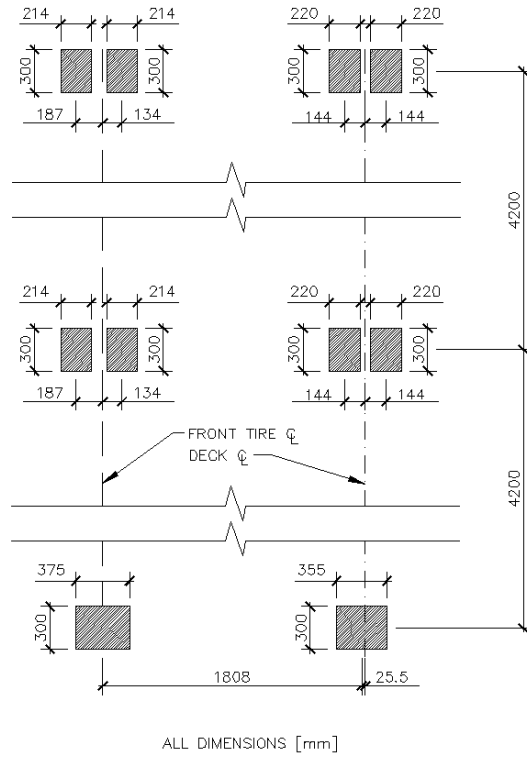 214 214 220 220
300 300 300 300
187 134 144 144
4200
214 214 220 220
300 300 300 300
187 134 144 144
FRONT TIRE ℄
DECK ℄
4200
375 355
300 300
1808 25.5
ALL DIMENSIONS [mm]